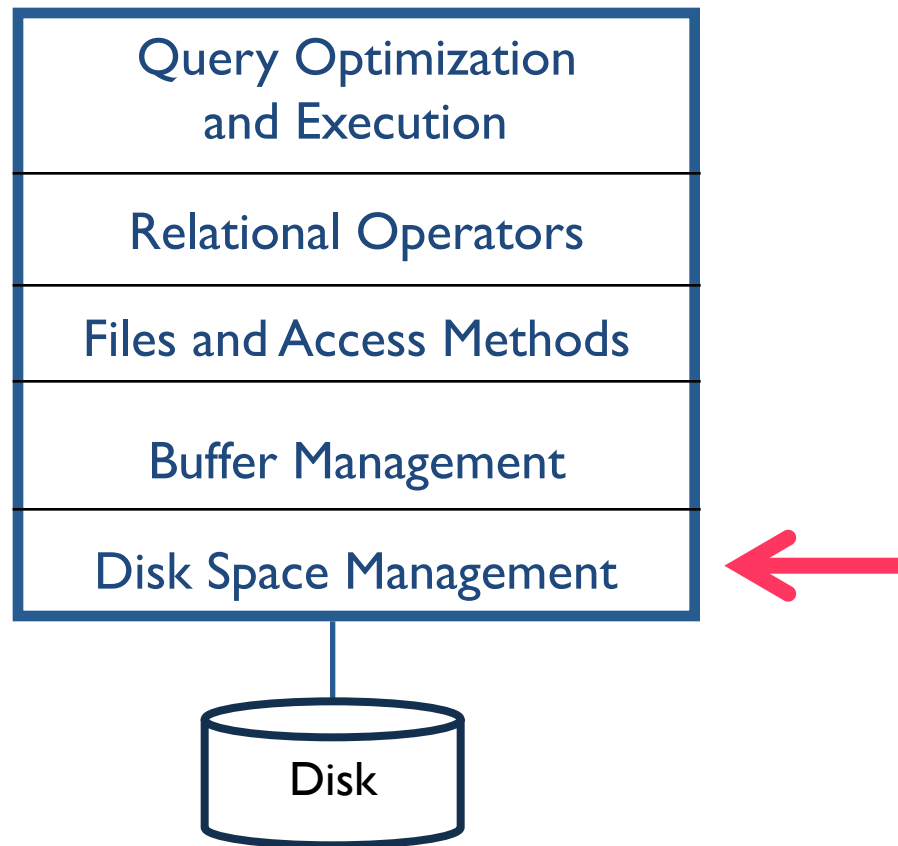 Query Optimization
and Execution
Relational Operators
Files and Access Methods
Buffer Management
Disk Space Management
Disk